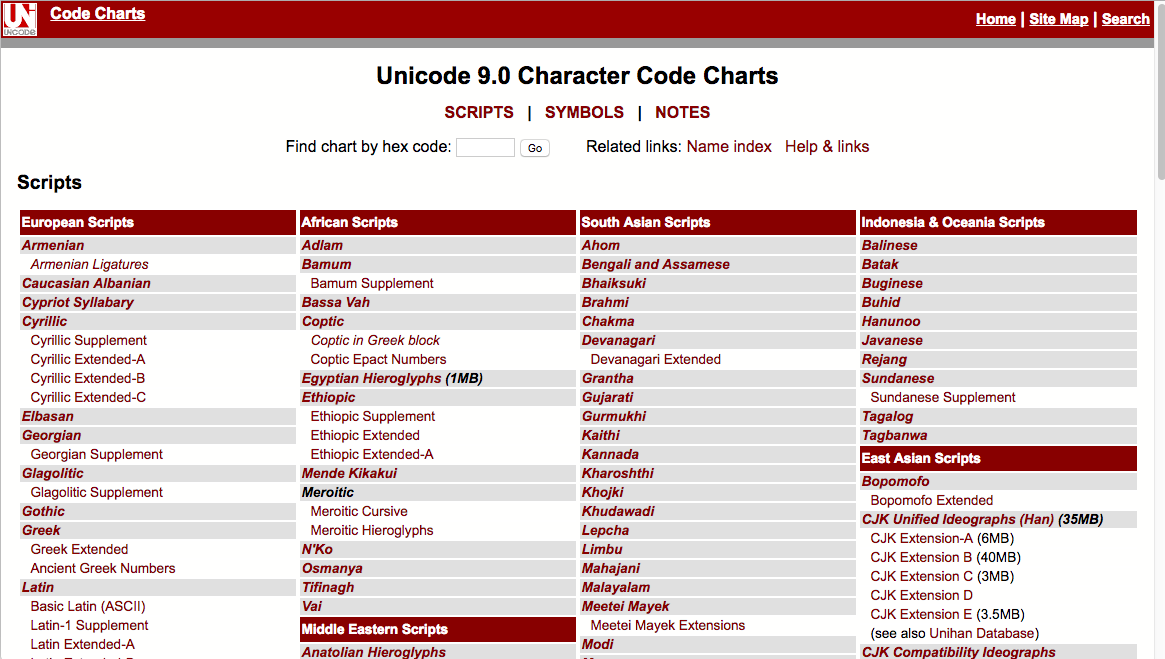 UNICODE
Code Charts
Home | Site Map | Search
Unicode 9.0 Character Code Charts
SCRIPTS | SYMBOLS | NOTES
Find chart by hex code: Go Related links: Name index Help & links
Scripts
European Scripts
Armenian
Armenian Ligatures
Caucasian Albanian
Cypriot Syllabary
Cyrillic
Cyrillic Supplement
Cyrillic Extended-A
Cyrillic Extended-B
Cyrillic Extended-C
Elbasan
Georgian
Georgian Supplement
Glagolitic
Glagolitic Supplement
Gothic
Greek
Greek Extended
Ancient Greek Numbers
Latin
Basic Latin (ASCII)
Latin-1 Supplement
Latin Extended-A
African Scripts
Adlam
Bamum
Bamum Supplement
Bassa Vah
Coptic
Coptic in Greek block
Coptic Epact Numbers
Egyptian Hieroglyphs (1MB)
Ethiopic
Ethiopic Supplement
Ethiopic Extended
Ethiopic Extended-A
Mende Kikakui
Meroitic
Meroitic Cursive
Meroitic Hieroglyphs
N'Ko
Osmanya
Tifinagh
Vai
Middle Eastern Scripts
Anatolian Hieroglyphs
South Asian Scripts
Ahom
Bengali and Assamese
Bhaiksuki
Brahmi
Chakma
Devanagari
Devanagari Extended
Grantha
Gujarati
Gurmukhi
Kaithi
Kannada
Kharoshthi
Khojki
Khudawadi
Lepcha
Limbu
Mahajani
Malayalam
Meetei Mayek
Meetei Mayek Extensions
Modi
Indonesia & Oceania Scripts
Balinese
Batak
Buginese
Buhid
Hanunoo
Javanese
Rejang
Sundanese
Sundanese Supplement
Tagalog
Tagbanwa
East Asian Scripts
Bopomofo
Bopomofo Extended
CJK Unified Ideographs (Han) (35MB)
CJK Extension-A (6MB)
CJK Extension B (40MB)
CJK Extension C (3MB)
CJK Extension D
CJK Extension E (3.5MB)
(see also Unihan Database)
CJK Compatibility Ideographs